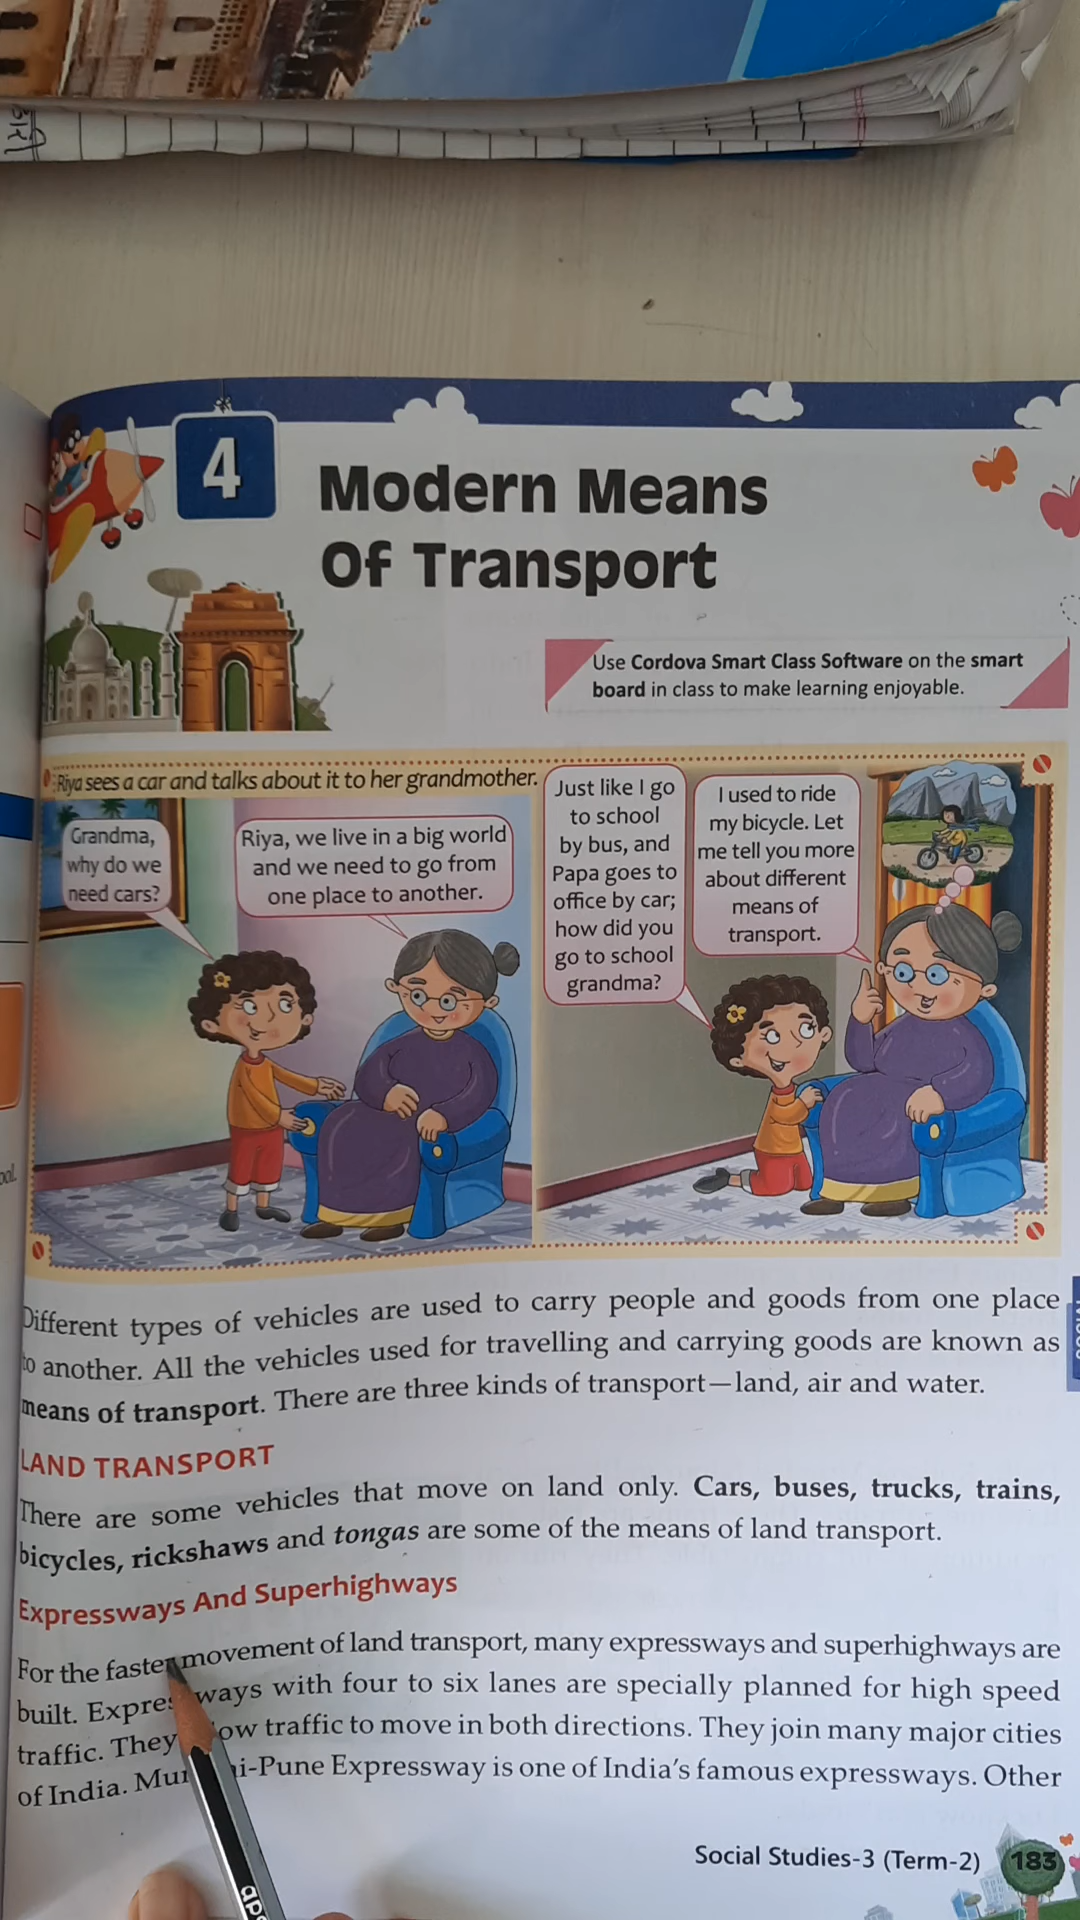 4
Modern Means
Of Transport
Use Cordova Smart Class Software on the smart
board in class to make learning enjoyable.
Riya sees a car and talks about it to her grandmother.
Grandma,
why do we
need cars?
Riya, we live in a big world
and we need to go from
one place to another.
Just like I go
to school
by bus, and
Papa goes to
office by car;
how did you
go to school
grandma?
I used to ride
my bicycle. Let
me tell you more
about different
means of
transport.
Different types of vehicles are used to carry people and goods from one place
to another. All the vehicles used for travelling and carrying goods are known as
means of transport. There are three kinds of transport—land, air and water.
LAND TRANSPORT
There are some vehicles that move on land only. Cars, buses, trucks, trains,
bicycles, rickshaws and tongas are some of the means of land transport.
Expressways And Superhighways
For the faster movement of land transport, many expressways and superhighways are
built. Expressways with four to six lanes are specially planned for high speed
traffic. They ow traffic to move in both directions. They join many major cities
of India. Mu i-Pune Expressway is one of India's famous expressways. Other
Social Studies-3 (Term-2) 183